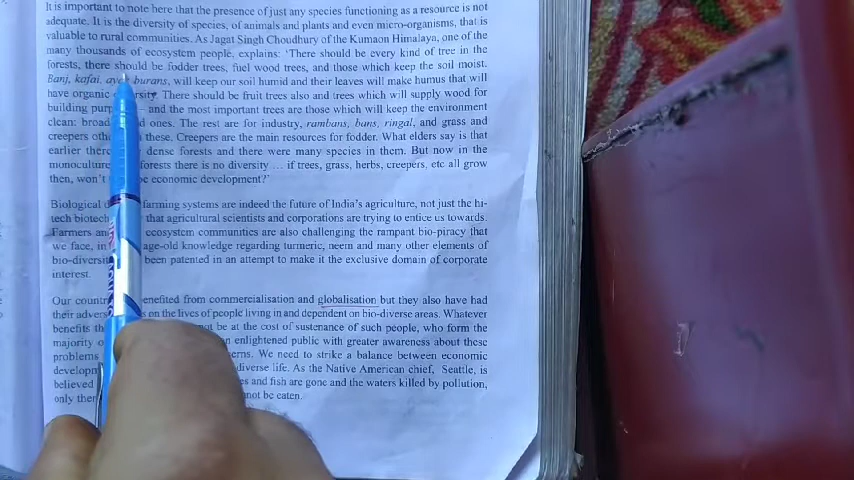 It is important to note here that the presence of just any species functioning as a resource is not
adequate. It is the diversity of species, of animals and plants and even micro-organisms, that is
valuable to rural communities. As Jagat Singh Choudhury of the Kumaon Himalaya, one of the
many thousands of ecosystem people, explains: 'There should be every kind of tree in the
forests, there should be fodder trees, fuel wood trees, and those which keep the soil moist.
Banj, kafai, burans, will keep our soil humid and their leaves will make humus that will
have organic There should be fruit trees also and trees which will supply wood for
building – and the most important trees are those which will keep the environment
clean: broad ones. The rest are for industry, rambans, bans, ringal, and grass and
creepers these. Creepers are the main resources for fodder. What elders say is that
earlier dense forests and there were many species in them. But now in the
monoculture forests there is no diversity ... if trees, grass, herbs, creepers, etc all grow
then, won't economic development?'
Biological farming systems are indeed the future of India's agriculture, not just the hi-
tech that agricultural scientists and corporations are trying to entice us towards.
Farmers ecosystem communities are also challenging the rampant bio-piracy that
we face, in age-old knowledge regarding turmeric, neem and many other elements of
been patented in an attempt to make it the exclusive domain of corporate
interest.
Our enefited from commercialisation and globalisation but they also have had
their on the lives of people living in and dependent on bio-diverse areas. Whatever
benefits not be at the cost of sustenance of such people, who form the
majority enlightened public with greater awareness about these
problems We need to strike a balance between economic
diverse life. As the Native American chief, Seattle, is
believed and fish are gone and the waters killed by pollution,
only not be eaten.